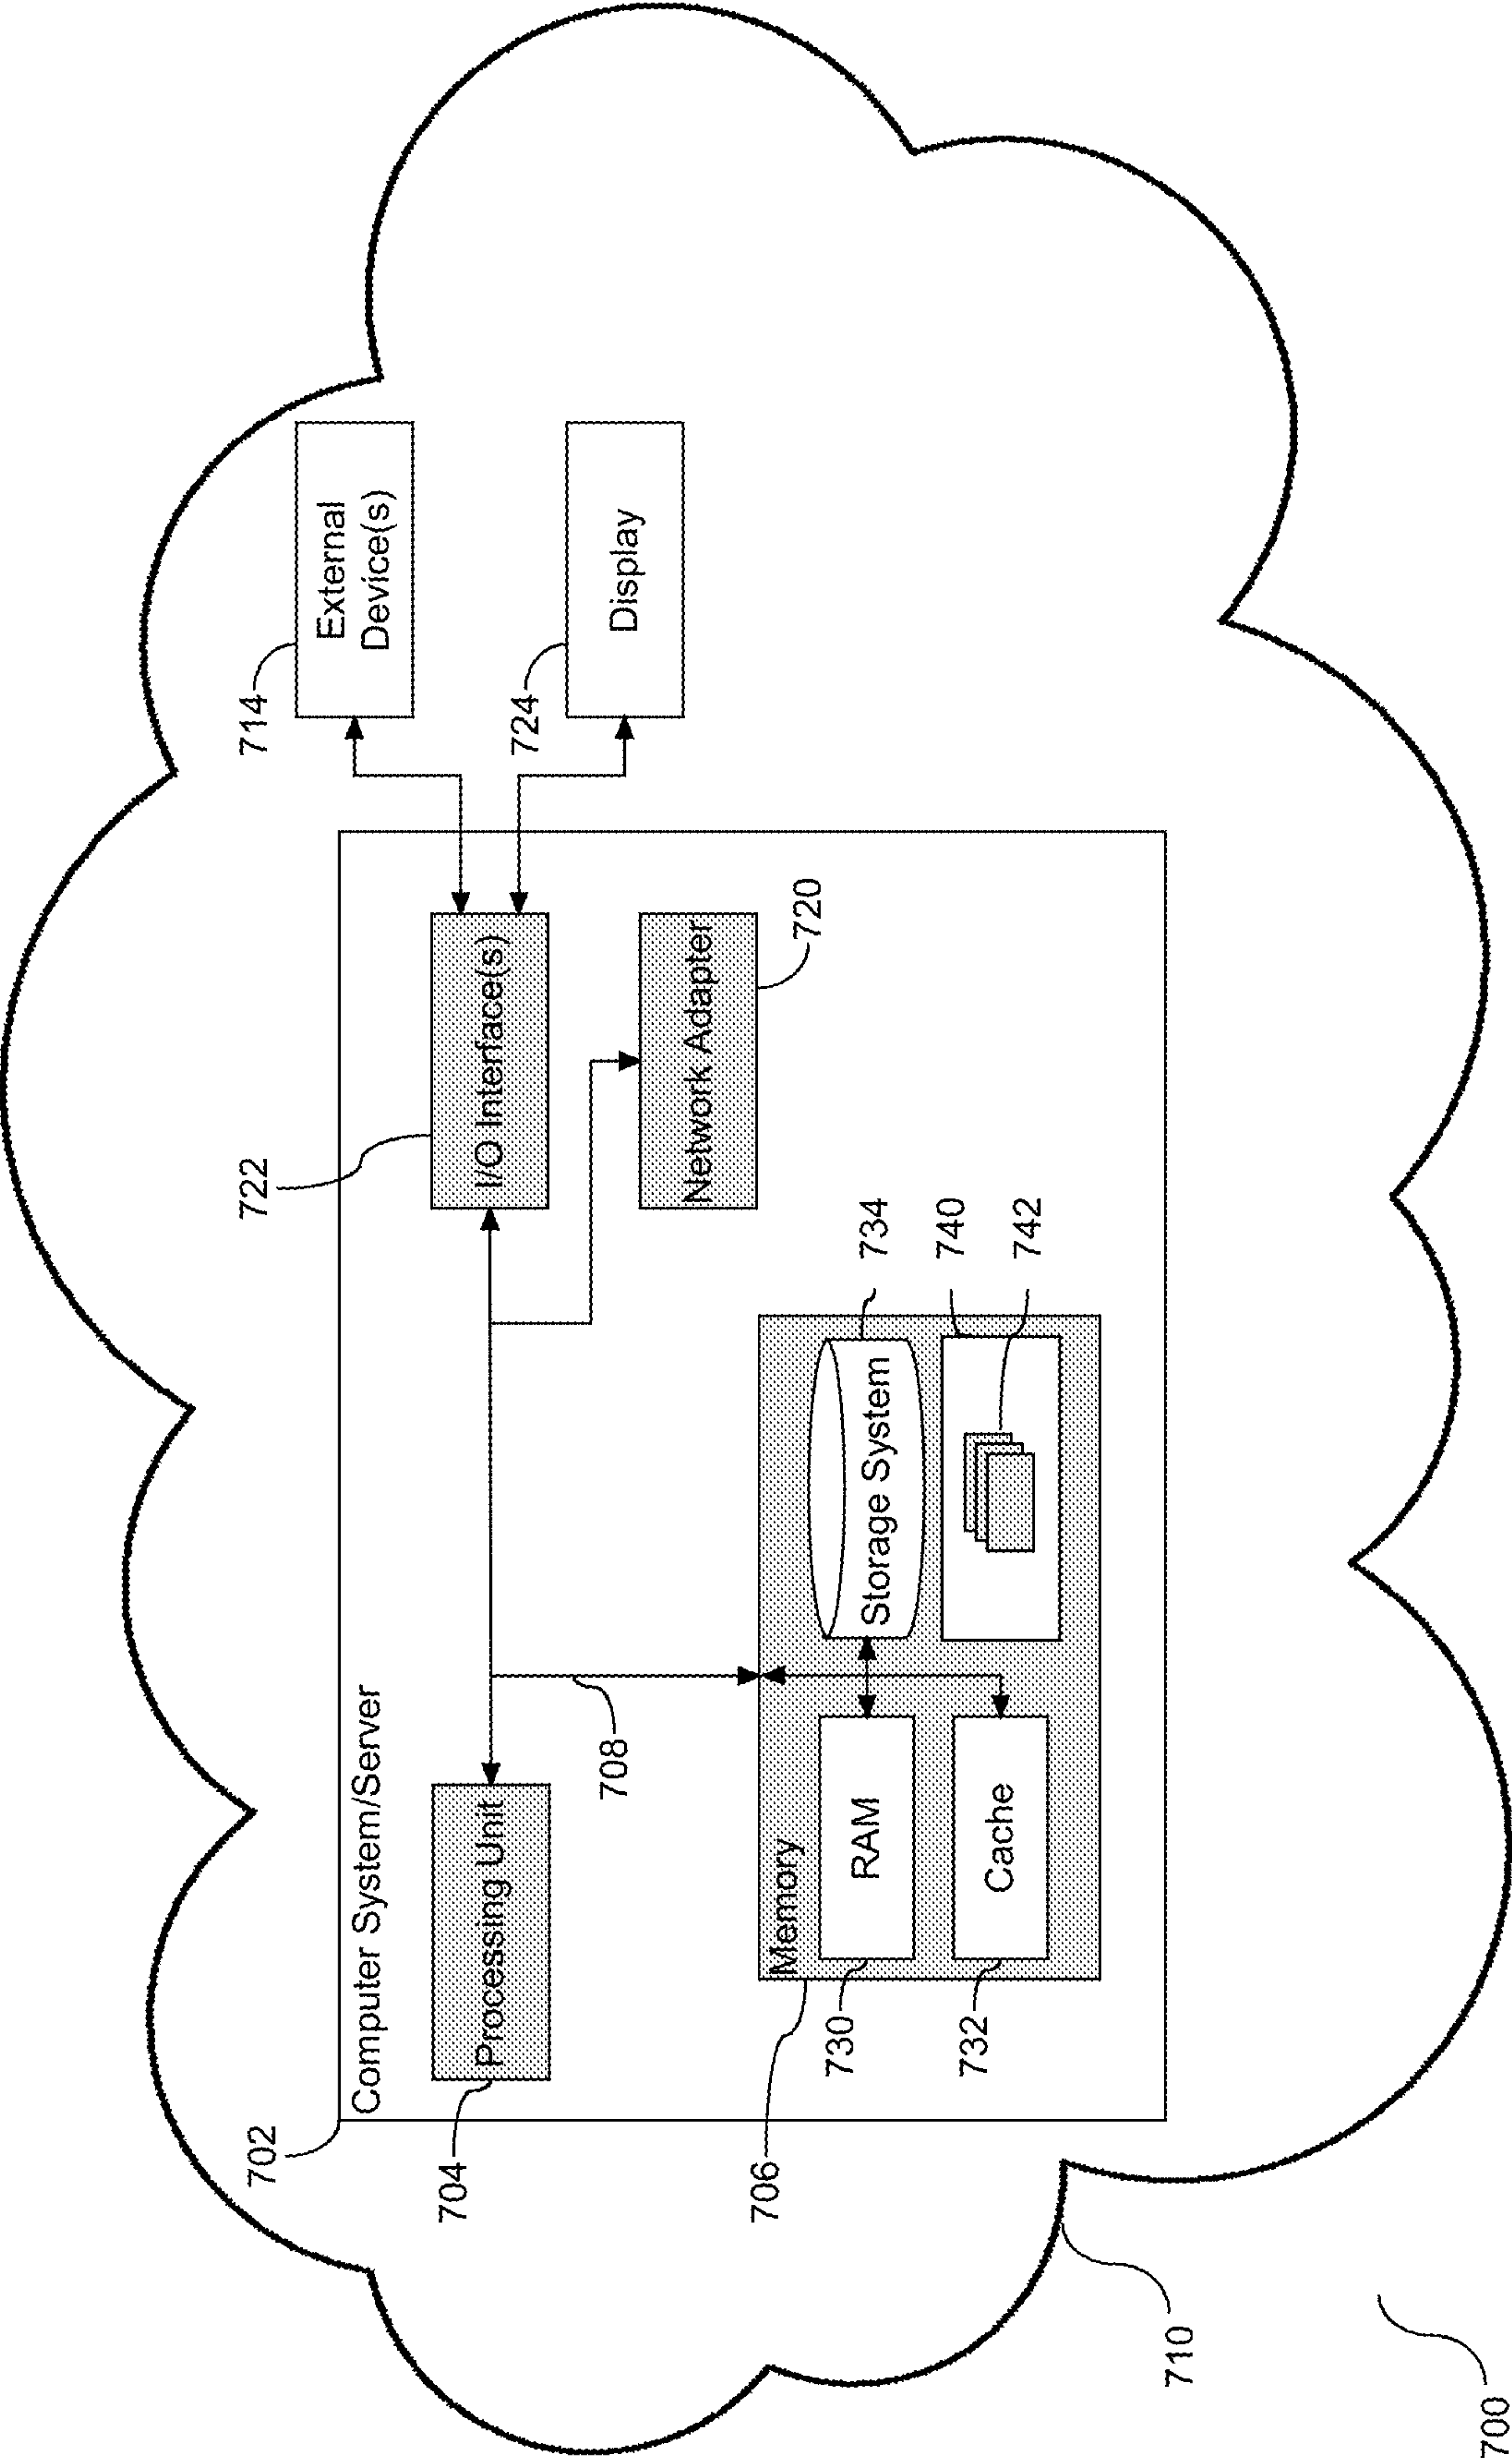 702
Computer System/Server
704
Processing Unit
708
722
I/O Interface(s)
714
External
Device(s)
724
Display
Network Adapter
720
706
Memory
730
RAM
732
Cache
Storage System
734
740
742
710
700